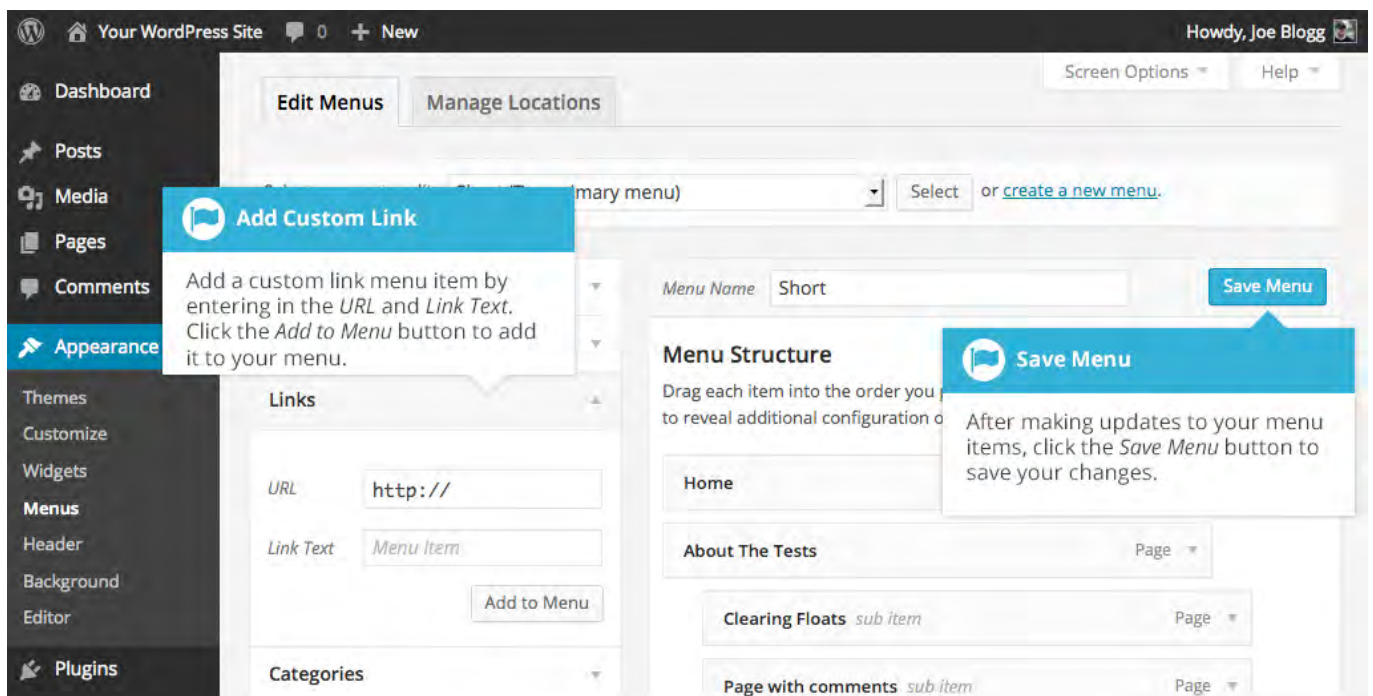 Your WordPress Site 0 + New Howdy, Joe Blogg
Screen Options Help
Dashboard
Posts
Media
Pages
Comments
Appearance
Themes
Customize
Widgets
Menus
Header
Background
Editor
Plugins
Edit Menus Manage Locations
menu) Select or create a new menu.
Add Custom Link
Add a custom link menu item by
entering in the URL and Link Text.
Click the Add to Menu button to add
it to your menu.
Links
URL http://
Link Text Menu Item
Add to Menu
Categories
Menu Name Short Save Menu
Menu Structure
Drag each item into the order you
to reveal additional configuration
Save Menu
After making updates to your menu
items, click the Save Menu button to
save your changes.
Home
About The Tests Page
Clearing Floats sub item Page
Page with comments sub item Page